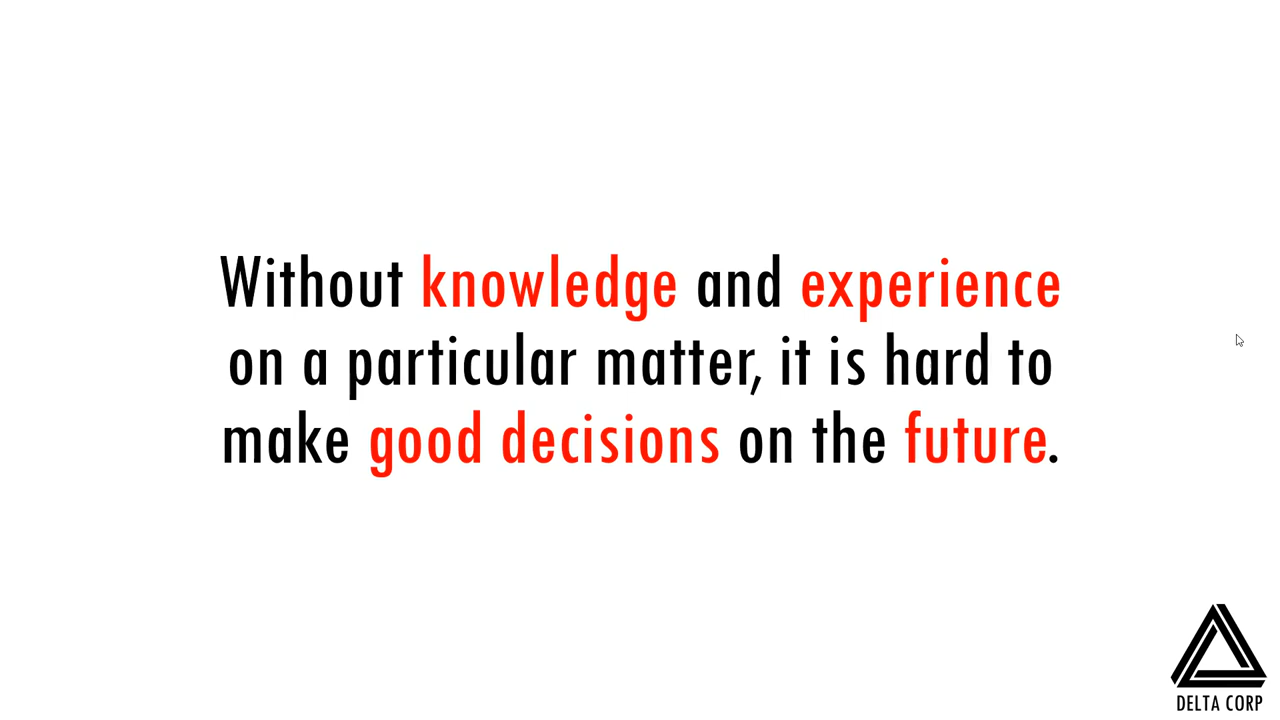 Without knowledge and experience
on a particular matter, it is hard to
make good decisions on the future.
DELTA CORP